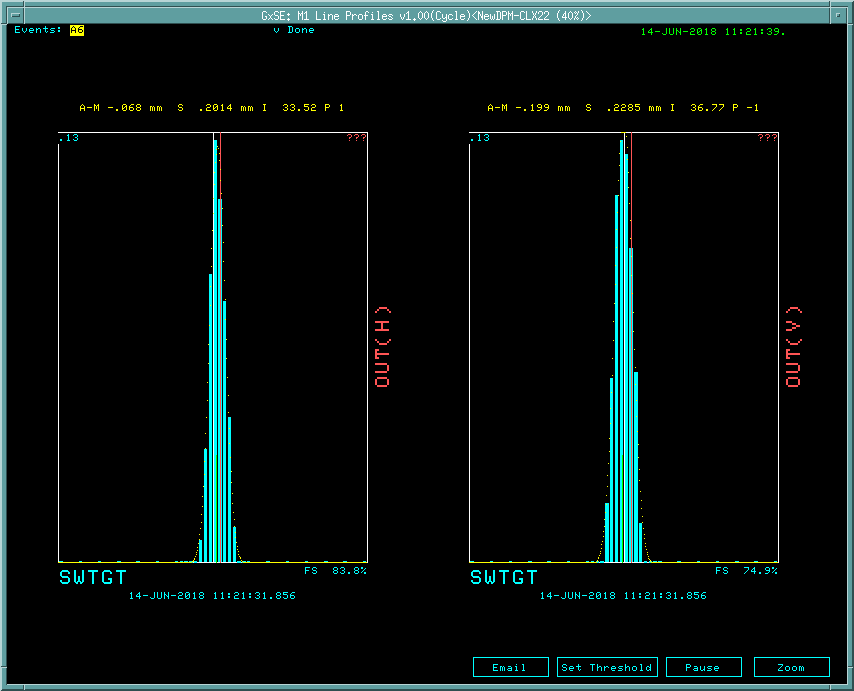 GxSE: M1 Line Profiles v1.00(Cycle)<NewDPM-CLX22 (40%)>
Events: A6 v Done 14-JUN-2018 11:21:39.
A-M -.068 mm S .2014 mm I 33.52 P 1
A-M -.199 mm S .2285 mm I 36.77 P -1
.13 ???
.13 ???
OUT(H)
OUT(V)
SWTGT FS 83.8%
SWTGT FS 74.9%
14-JUN-2018 11:21:31.856
14-JUN-2018 11:21:31.856
Email Set Threshold Pause Zoom